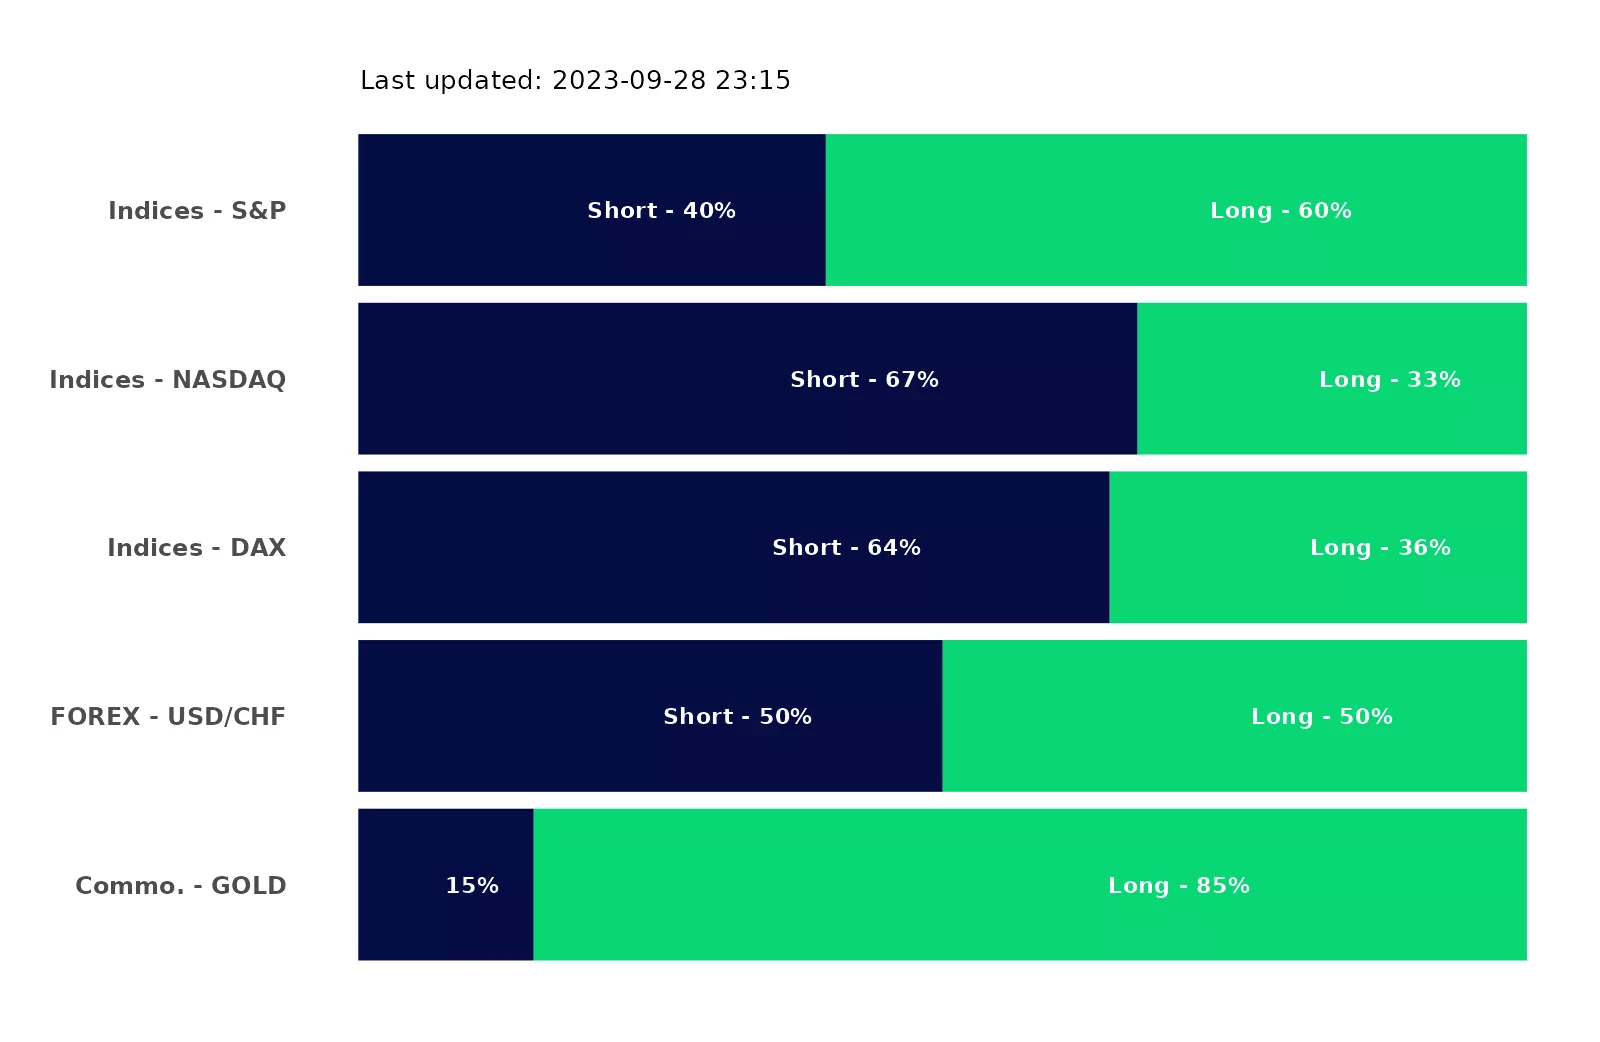 Last updated: 2023-09-28 23:15
Indices - S&P Short - 40% Long - 60%
Indices - NASDAQ Short - 67% Long - 33%
Indices - DAX Short - 64% Long - 36%
FOREX - USD/CHF Short - 50% Long - 50%
Commo. - GOLD 15% Long - 85%